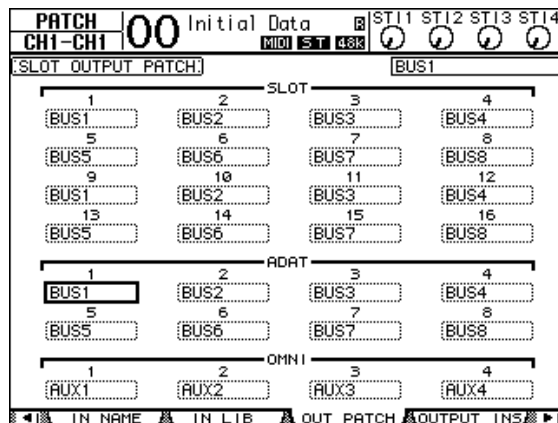 PATCH 00 Initial Data R ST11 ST12 ST13 ST14
CH1-CH1 MIDI ST 48K
SLOT OUTPUT PATCH BUS1
SLOT
1 2 3 4
BUS1 BUS2 BUS3 BUS4
5 6 7 8
BUS5 BUS6 BUS7 BUS8
9 10 11 12
BUS1 BUS2 BUS3 BUS4
13 14 15 16
BUS5 BUS6 BUS7 BUS8
ADAT
1 2 3 4
BUS1 BUS2 BUS3 BUS4
5 6 7 8
BUS5 BUS6 BUS7 BUS8
OMNI
1 2 3 4
AUX1 AUX2 AUX3 AUX4
IN NAME IN LIB OUT PATCH OUTPUT INS